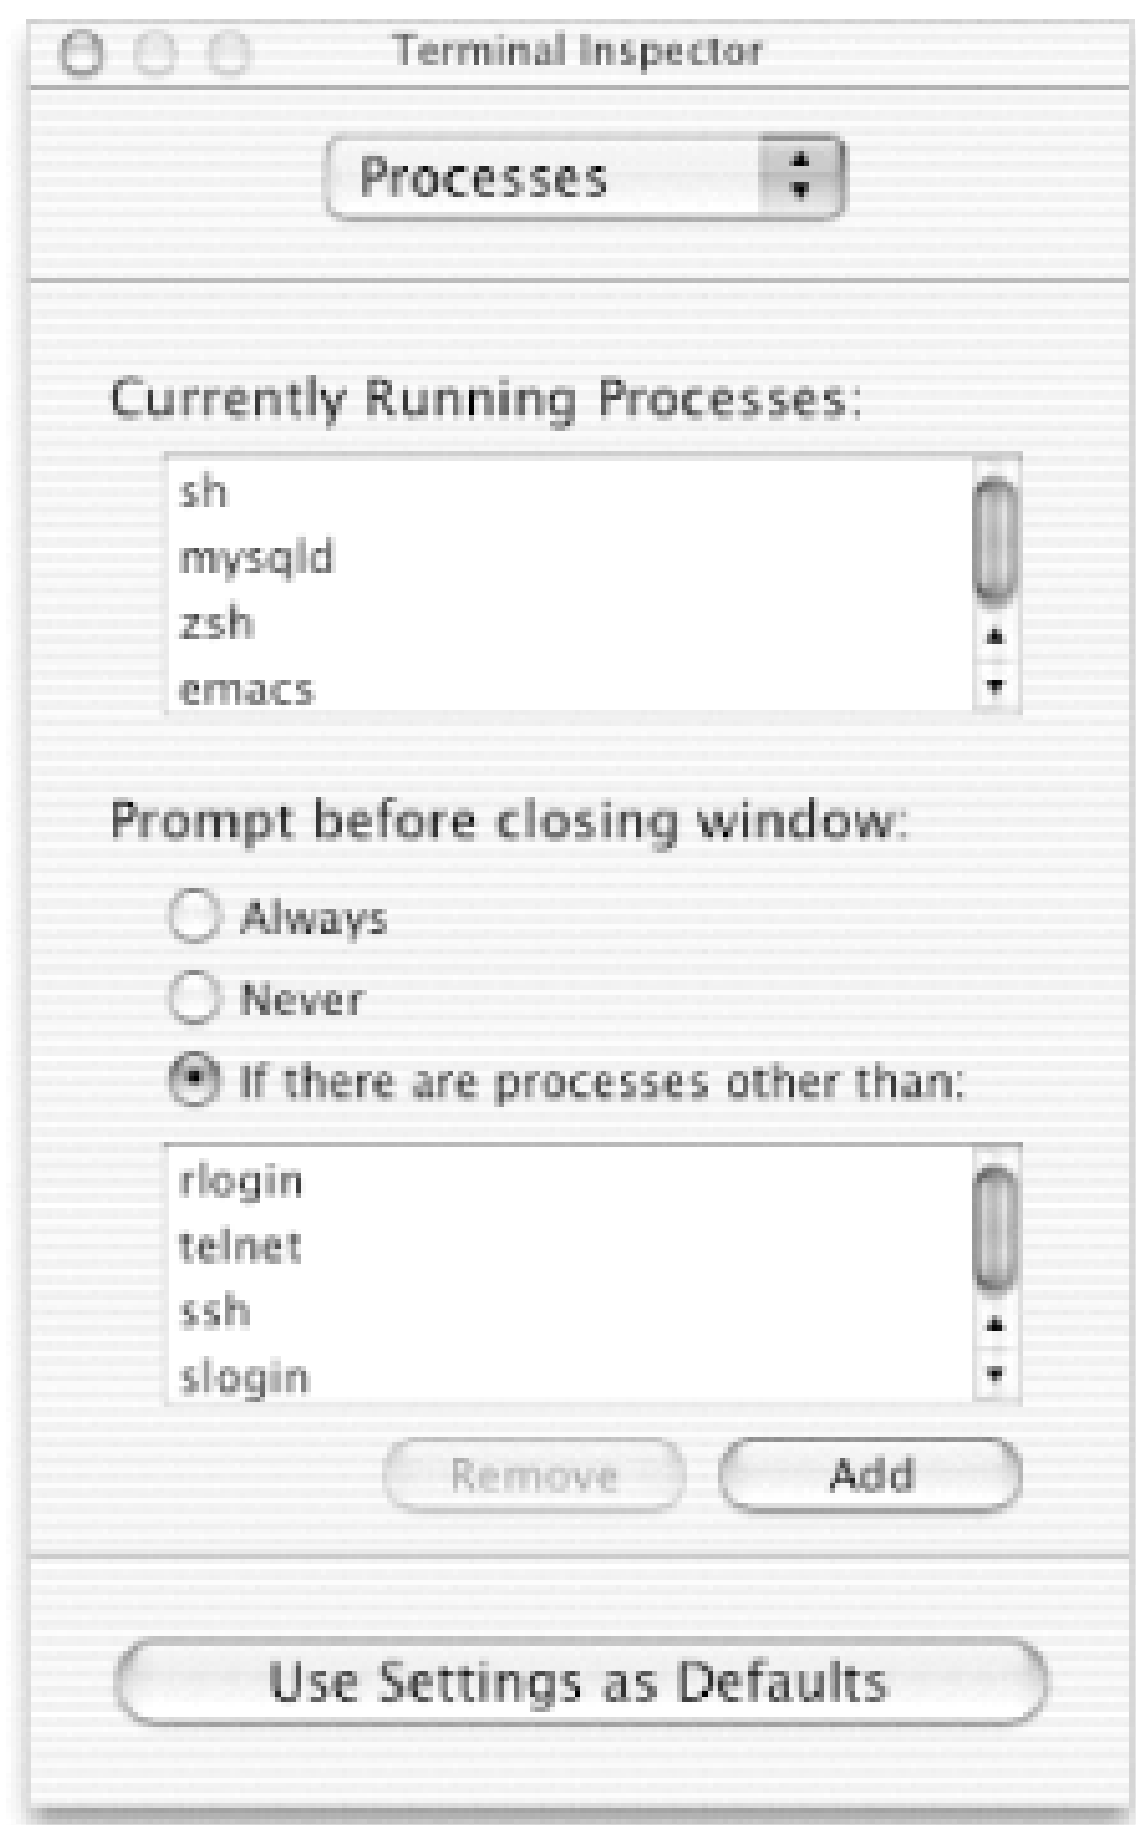 Terminal Inspector
Processes
Currently Running Processes:
sh
mysqld
zsh
emacs
Prompt before closing window:
Always
Never
If there are processes other than:
rlogin
telnet
ssh
slogin
Remove Add
Use Settings as Defaults